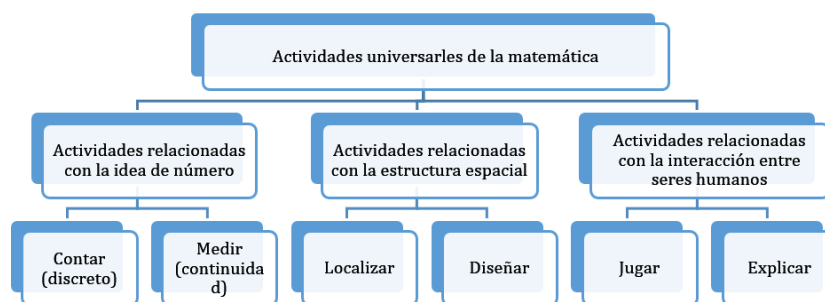 Actividades universarles de la matemática
Actividades relacionadas
con la idea de número
Actividades relacionadas
con la estructura espacial
Actividades relacionadas
con la interacción entre
seres humanos
Contar
(discreto)
Medir
(continuida
d)
Localizar
Diseñar
Jugar
Explicar